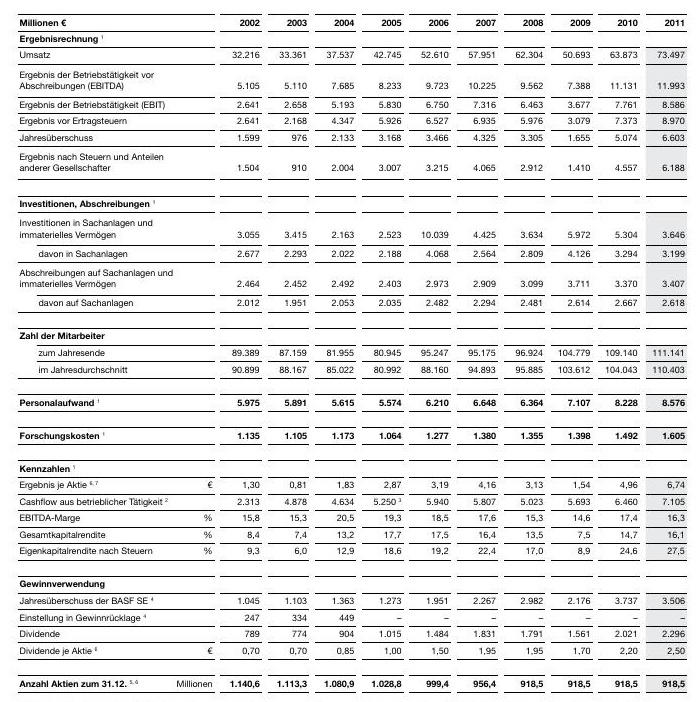 Millionen € 2002 2003 2004 2005 2006 2007 2008 2009 2010 2011
Ergebnisrechnung ¹
Umsatz 32.216 33.361 37.537 42.745 52.610 57.951 62.304 50.693 63.873 73.497
Ergebnis der Betriebstätigkeit vor
Abschreibungen (EBITDA) 5.105 5.110 7.685 8.233 9.723 10.225 9.562 7.388 11.131 11.993
Ergebnis der Betriebstätigkeit (EBIT) 2.641 2.658 5.193 5.830 6.750 7.316 6.463 3.677 7.761 8.586
Ergebnis vor Ertragsteuern 2.641 2.168 4.347 5.926 6.527 6.935 5.976 3.079 7.373 8.970
Jahresüberschuss 1.599 976 2.133 3.168 3.466 4.325 3.305 1.655 5.074 6.603
Ergebnis nach Steuern und Anteilen
anderer Gesellschafter 1.504 910 2.004 3.007 3.215 4.065 2.912 1.410 4.557 6.188
Investitionen, Abschreibungen ¹
Investitionen in Sachanlagen und
immaterielles Vermögen 3.055 3.415 2.163 2.523 10.039 4.425 3.634 5.972 5.304 3.646
davon in Sachanlagen 2.677 2.293 2.022 2.188 4.068 2.564 2.809 4.126 3.294 3.199
Abschreibungen auf Sachanlagen und
immaterielles Vermögen 2.464 2.452 2.492 2.403 2.973 2.909 3.099 3.711 3.370 3.407
davon auf Sachanlagen 2.012 1.951 2.053 2.035 2.482 2.294 2.481 2.614 2.667 2.618
Zahl der Mitarbeiter
zum Jahresende 89.389 87.159 81.955 80.945 95.247 95.175 96.924 104.779 109.140 111.141
im Jahresdurchschnitt 90.899 88.167 85.022 80.992 88.160 94.893 95.885 103.612 104.043 110.403
Personalaufwand ¹ 5.975 5.891 5.615 5.574 6.210 6.648 6.364 7.107 8.228 8.576
Forschungskosten ¹ 1.135 1.105 1.173 1.064 1.277 1.380 1.355 1.398 1.492 1.605
Kennzahlen ¹
Ergebnis je Aktie ⁶,⁷ € 1,30 0,81 1,83 2,87 3,19 4,16 3,13 1,54 4,96 6,74
Cashflow aus betrieblicher Tätigkeit ² 2.313 4.878 4.634 5.250 ³ 5.940 5.807 5.023 5.693 6.460 7.105
EBITDA-Marge % 15,8 15,3 20,5 19,3 18,5 17,6 15,3 14,6 17,4 16,3
Gesamtkapitalrendite % 8,4 7,4 13,2 17,7 17,5 16,4 13,5 7,5 14,7 16,1
Eigenkapitalrendite nach Steuern % 9,3 6,0 12,9 18,6 19,2 22,4 17,0 8,9 24,6 27,5
Gewinnverwendung
Jahresüberschuss der BASF SE ⁴ 1.045 1.103 1.363 1.273 1.951 2.267 2.982 2.176 3.737 3.506
Einstellung in Gewinnrücklage ⁴ 247 334 449 – – – – – – –
Dividende 789 774 904 1.015 1.484 1.831 1.791 1.561 2.021 2.296
Dividende je Aktie ⁶ € 0,70 0,70 0,85 1,00 1,50 1,95 1,95 1,70 2,20 2,50
Anzahl Aktien zum 31.12. ⁵,⁶ Millionen 1.140,6 1.113,3 1.080,9 1.028,8 999,4 956,4 918,5 918,5 918,5 918,5